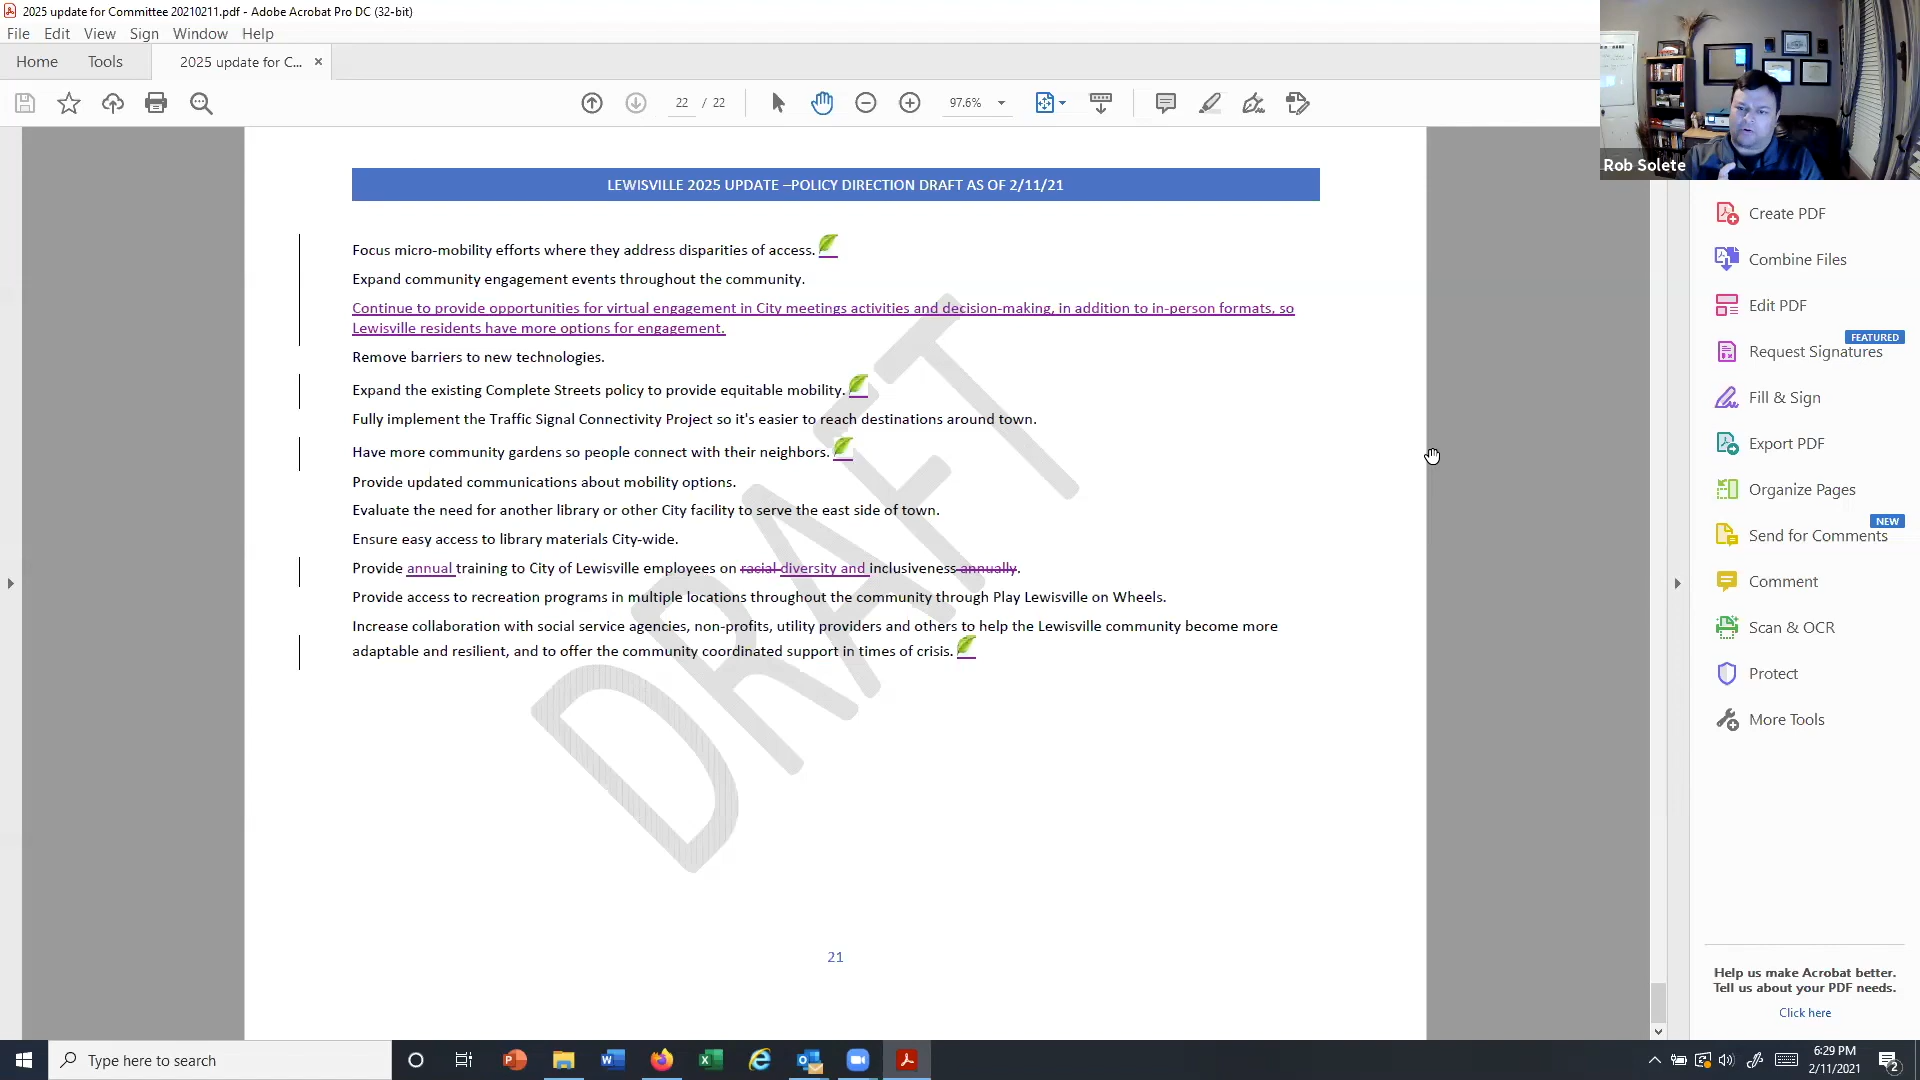 2025 update for Committee 20210211.pdf - Adobe Acrobat Pro DC (32-bit)
File Edit View Sign Window Help
Home Tools 2025 update for C... ×
22 / 22 97.6%
Rob Solete
LEWISVILLE 2025 UPDATE –POLICY DIRECTION DRAFT AS OF 2/11/21
Focus micro-mobility efforts where they address disparities of access.
Expand community engagement events throughout the community.
Continue to provide opportunities for virtual engagement in City meetings activities and decision-making, in addition to in-person formats, so
Lewisville residents have more options for engagement.
Remove barriers to new technologies.
Expand the existing Complete Streets policy to provide equitable mobility.
Fully implement the Traffic Signal Connectivity Project so it's easier to reach destinations around town.
Have more community gardens so people connect with their neighbors.
Provide updated communications about mobility options.
Evaluate the need for another library or other City facility to serve the east side of town.
Ensure easy access to library materials City-wide.
Provide annual training to City of Lewisville employees on racial diversity and inclusiveness annually.
Provide access to recreation programs in multiple locations throughout the community through Play Lewisville on Wheels.
Increase collaboration with social service agencies, non-profits, utility providers and others to help the Lewisville community become more
adaptable and resilient, and to offer the community coordinated support in times of crisis.
DRAFT
21
Create PDF
Combine Files
Edit PDF
FEATURED
Request Signatures
Fill & Sign
Export PDF
Organize Pages
NEW
Send for Comments
Comment
Scan & OCR
Protect
More Tools
Help us make Acrobat better.
Tell us about your PDF needs.
Click here
Type here to search
6:29 PM
2/11/2021
2